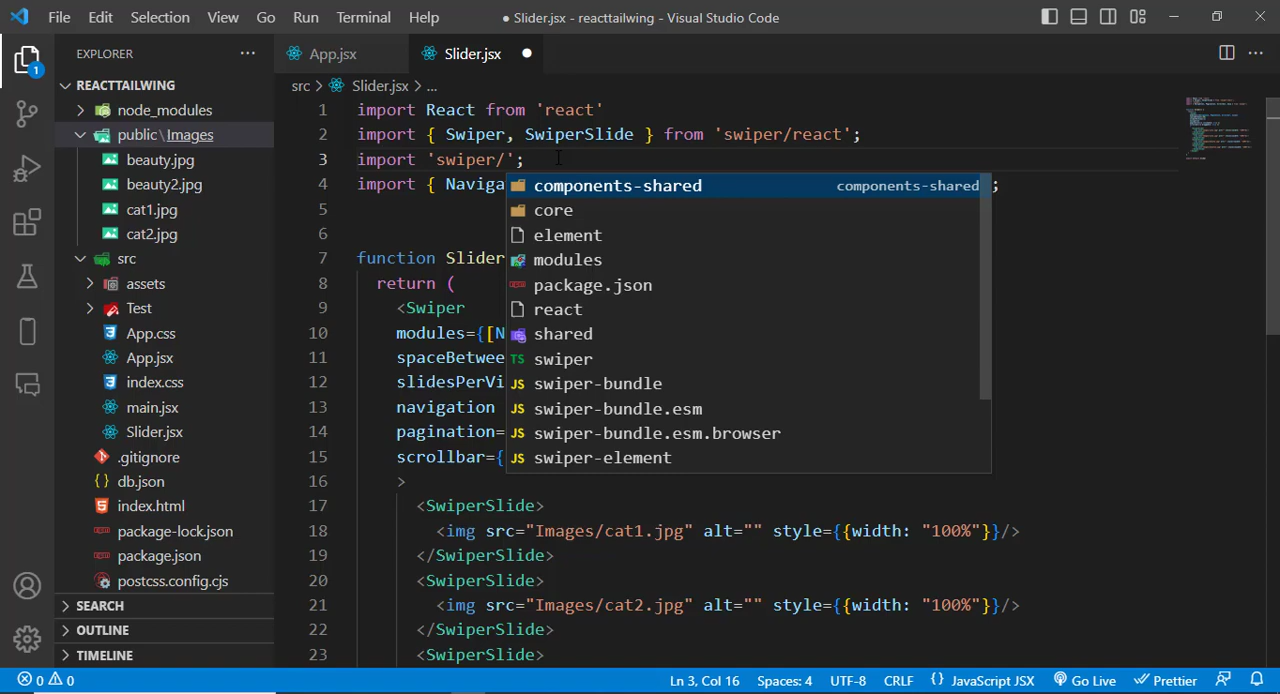 File Edit Selection View Go Run Terminal Help ● Slider.jsx - reacttailwing - Visual Studio Code
EXPLORER ···
App.jsx Slider.jsx ●
REACTTAILWING
node_modules
public\Images
beauty.jpg
beauty2.jpg
cat1.jpg
cat2.jpg
src
assets
Test
App.css
App.jsx
index.css
main.jsx
Slider.jsx
.gitignore
db.json
index.html
package-lock.json
package.json
postcss.config.cjs
SEARCH
OUTLINE
TIMELINE
src > Slider.jsx > ...
1 import React from 'react'
2 import { Swiper, SwiperSlide } from 'swiper/react';
3 import 'swiper/';
4 import { Naviga ;
5
6
7 function Slider
8 return (
9 <Swiper
10 modules={[N
11 spaceBetwee
12 slidesPerVi
13 navigation
14 pagination=
15 scrollbar={
16 >
17 <SwiperSlide>
18 <img src="Images/cat1.jpg" alt="" style={{width: "100%"}}/>
19 </SwiperSlide>
20 <SwiperSlide>
21 <img src="Images/cat2.jpg" alt="" style={{width: "100%"}}/>
22 </SwiperSlide>
23 <SwiperSlide>
components-shared components-shared
core
element
modules
package.json
react
shared
TS swiper
JS swiper-bundle
JS swiper-bundle.esm
JS swiper-bundle.esm.browser
JS swiper-element
1
0 0 Ln 3, Col 16 Spaces: 4 UTF-8 CRLF {} JavaScript JSX Go Live Prettier